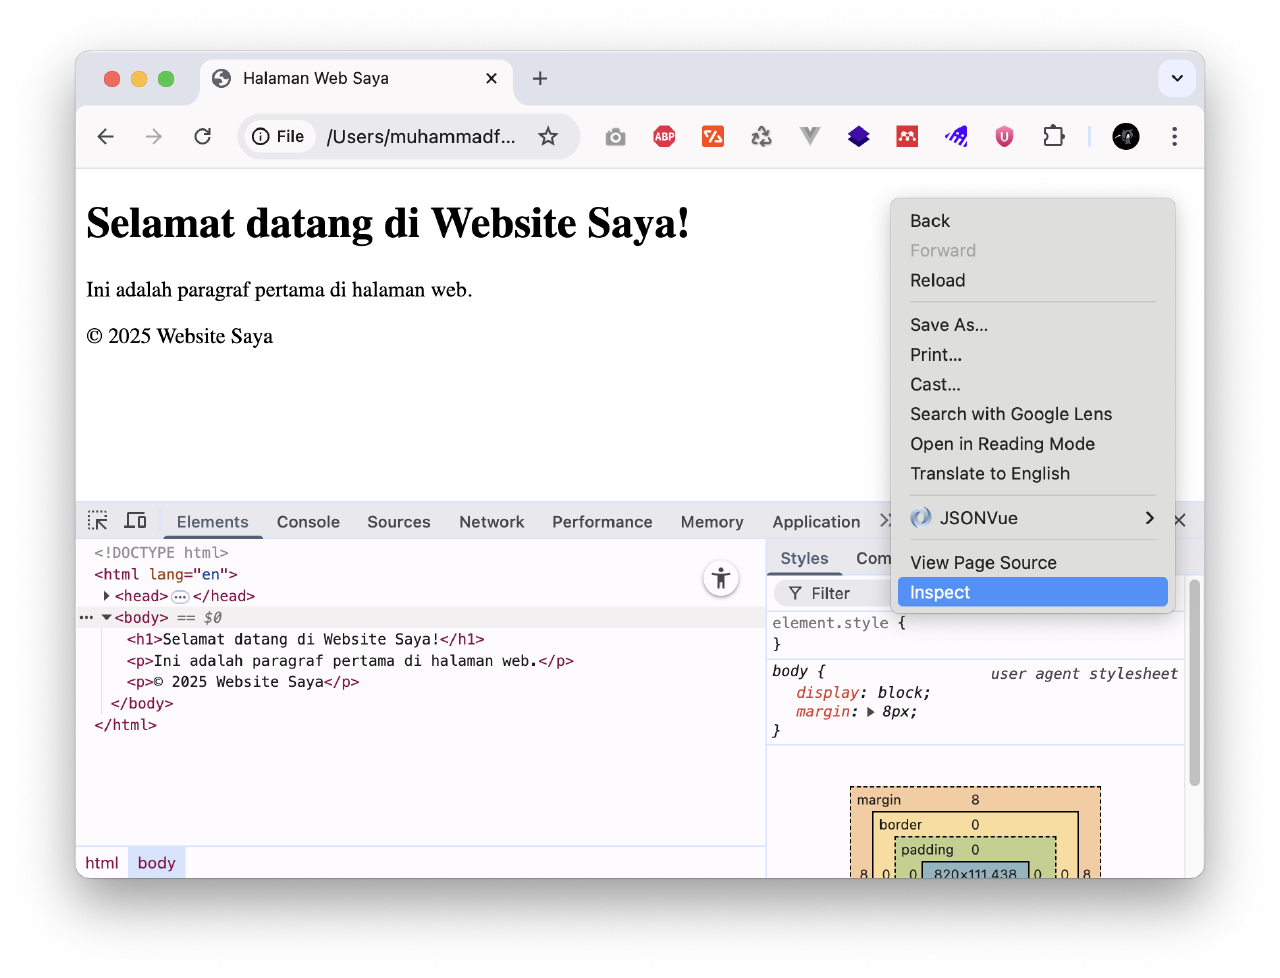 Halaman Web Saya
File /Users/muhammadf...
ABP
U
Selamat datang di Website Saya!
Ini adalah paragraf pertama di halaman web.
© 2025 Website Saya
Back
Forward
Reload
Save As...
Print...
Cast...
Search with Google Lens
Open in Reading Mode
Translate to English
JSONVue
View Page Source
Inspect
Elements Console Sources Network Performance Memory Application
<!DOCTYPE html>
<html lang="en">
<head> ... </head>
... <body> == $0
<h1>Selamat datang di Website Saya!</h1>
<p>Ini adalah paragraf pertama di halaman web.</p>
<p>© 2025 Website Saya</p>
</body>
</html>
html body
Styles Com
Filter
element.style {
}
body { user agent stylesheet
display: block;
margin: 8px;
}
margin 8
border 0
padding 0
8 0 0 820×111.438 0 0 8